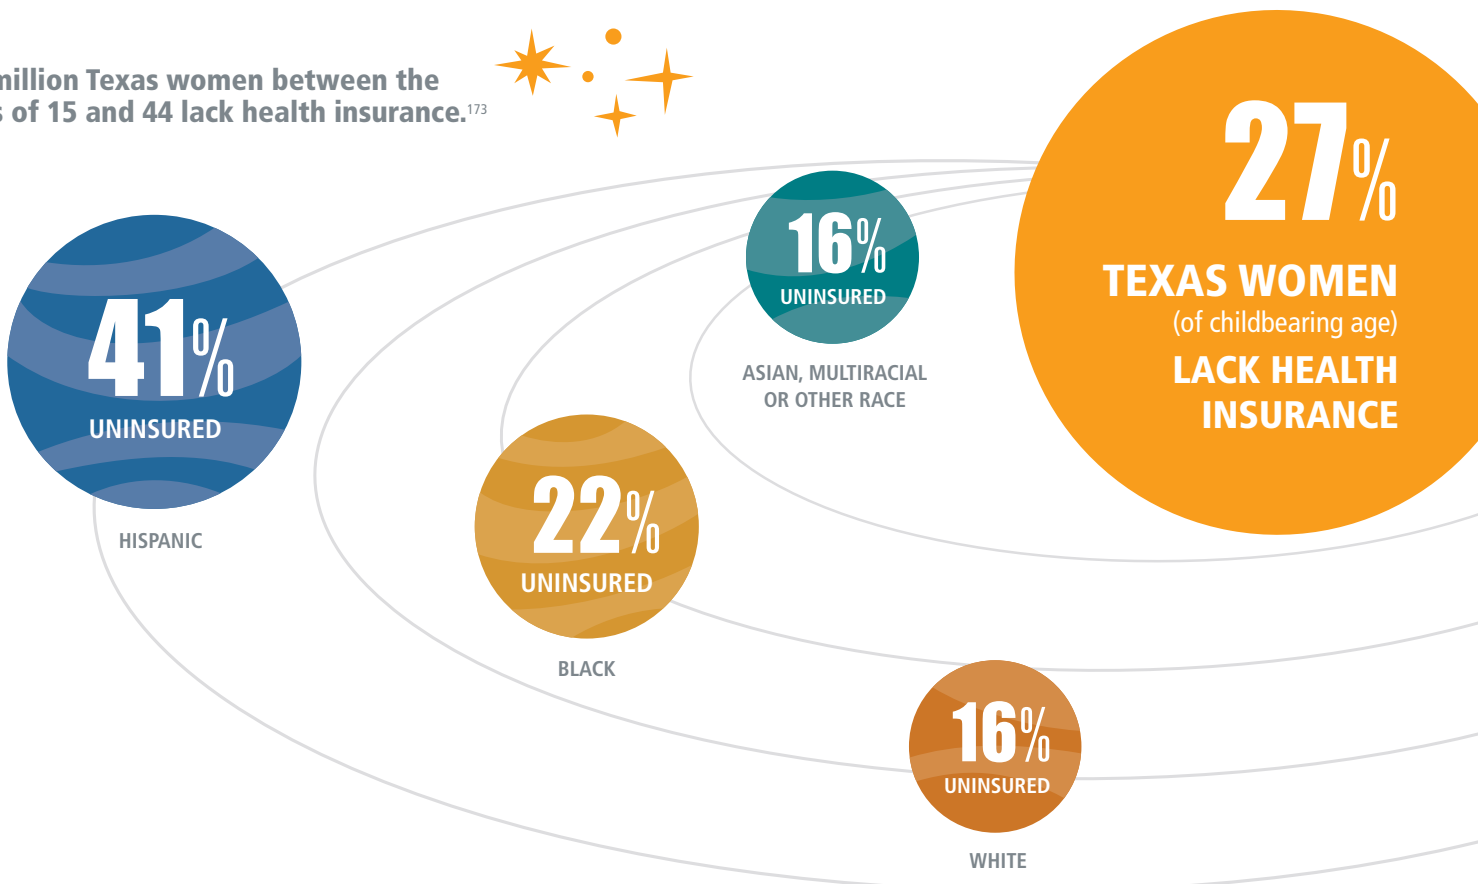 million Texas women between the
of 15 and 44 lack health insurance.173
27%
TEXAS WOMEN
(of childbearing age)
LACK HEALTH
INSURANCE
41%
UNINSURED
HISPANIC
16%
UNINSURED
ASIAN, MULTIRACIAL
OR OTHER RACE
22%
UNINSURED
BLACK
16%
UNINSURED
WHITE